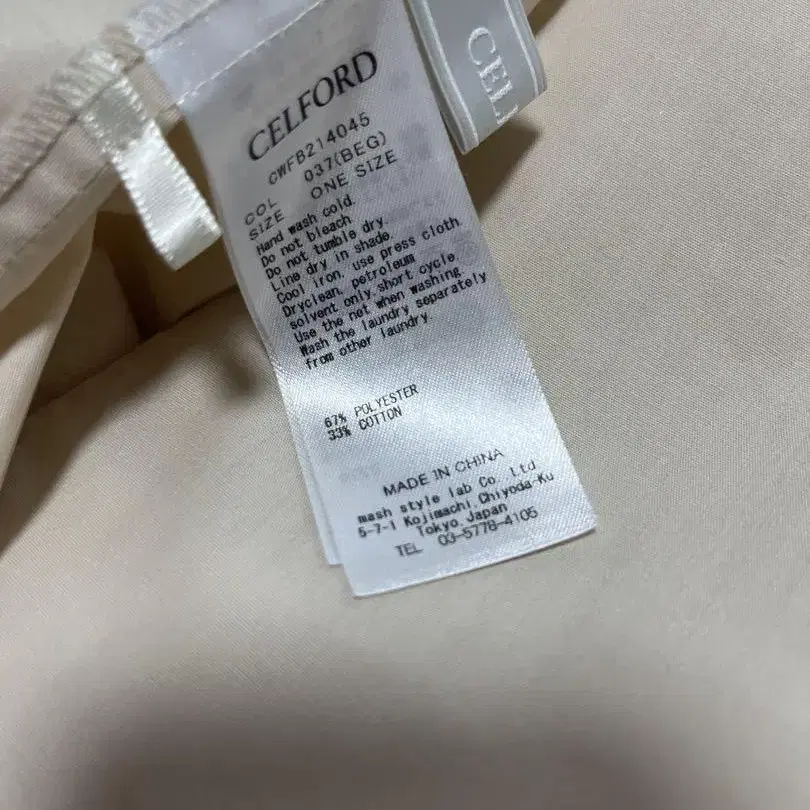 CELFORD
CWFB214045
COL 037(BEG)
SIZE ONE SIZE
Hand wash cold.
Do not bleach.
Do not tumble dry.
Line dry in shade.
Cool iron, use press cloth
Dryclean, petroleum
solvent only, short cycle.
Use the net when washing
Wash the laundry separately
from other laundry.
67% POLYESTER
33% COTTON
MADE IN CHINA
mash style lab Co. Ltd
5-7-1 Kojimachi, Chiyoda-Ku
Tokyo, Japan
TEL 03-5778-4105
CEL